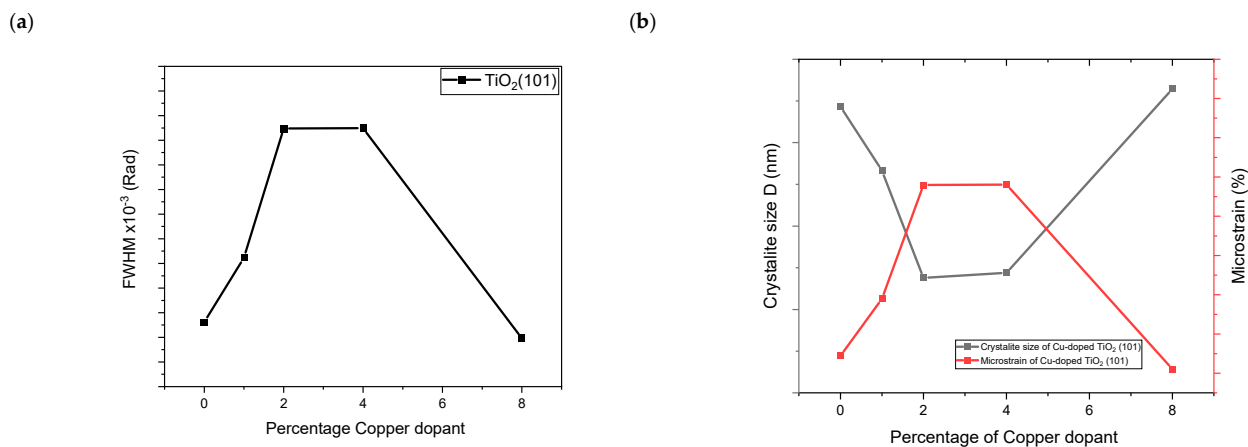 (a)
TiO₂(101)
FWHM x10⁻³ (Rad)
0 2 4 6 8
Percentage Copper dopant
(b)
Crystalite size D (nm)
Microstrain (%)
Crystalite size of Cu-doped TiO₂ (101)
Microstrain of Cu-doped TiO₂ (101)
0 2 4 6 8
Percentage of Copper dopant